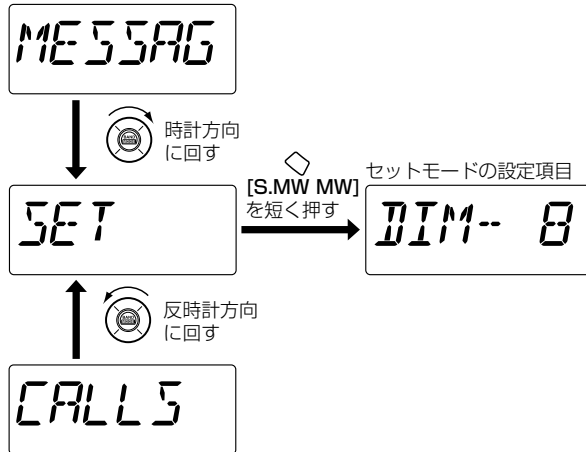 MESSAG
時計方向
に回す
[S.MW MW]
を短く押す
セットモードの設定項目
SET
DIM-- 8
反時計方向
に回す
CALLS